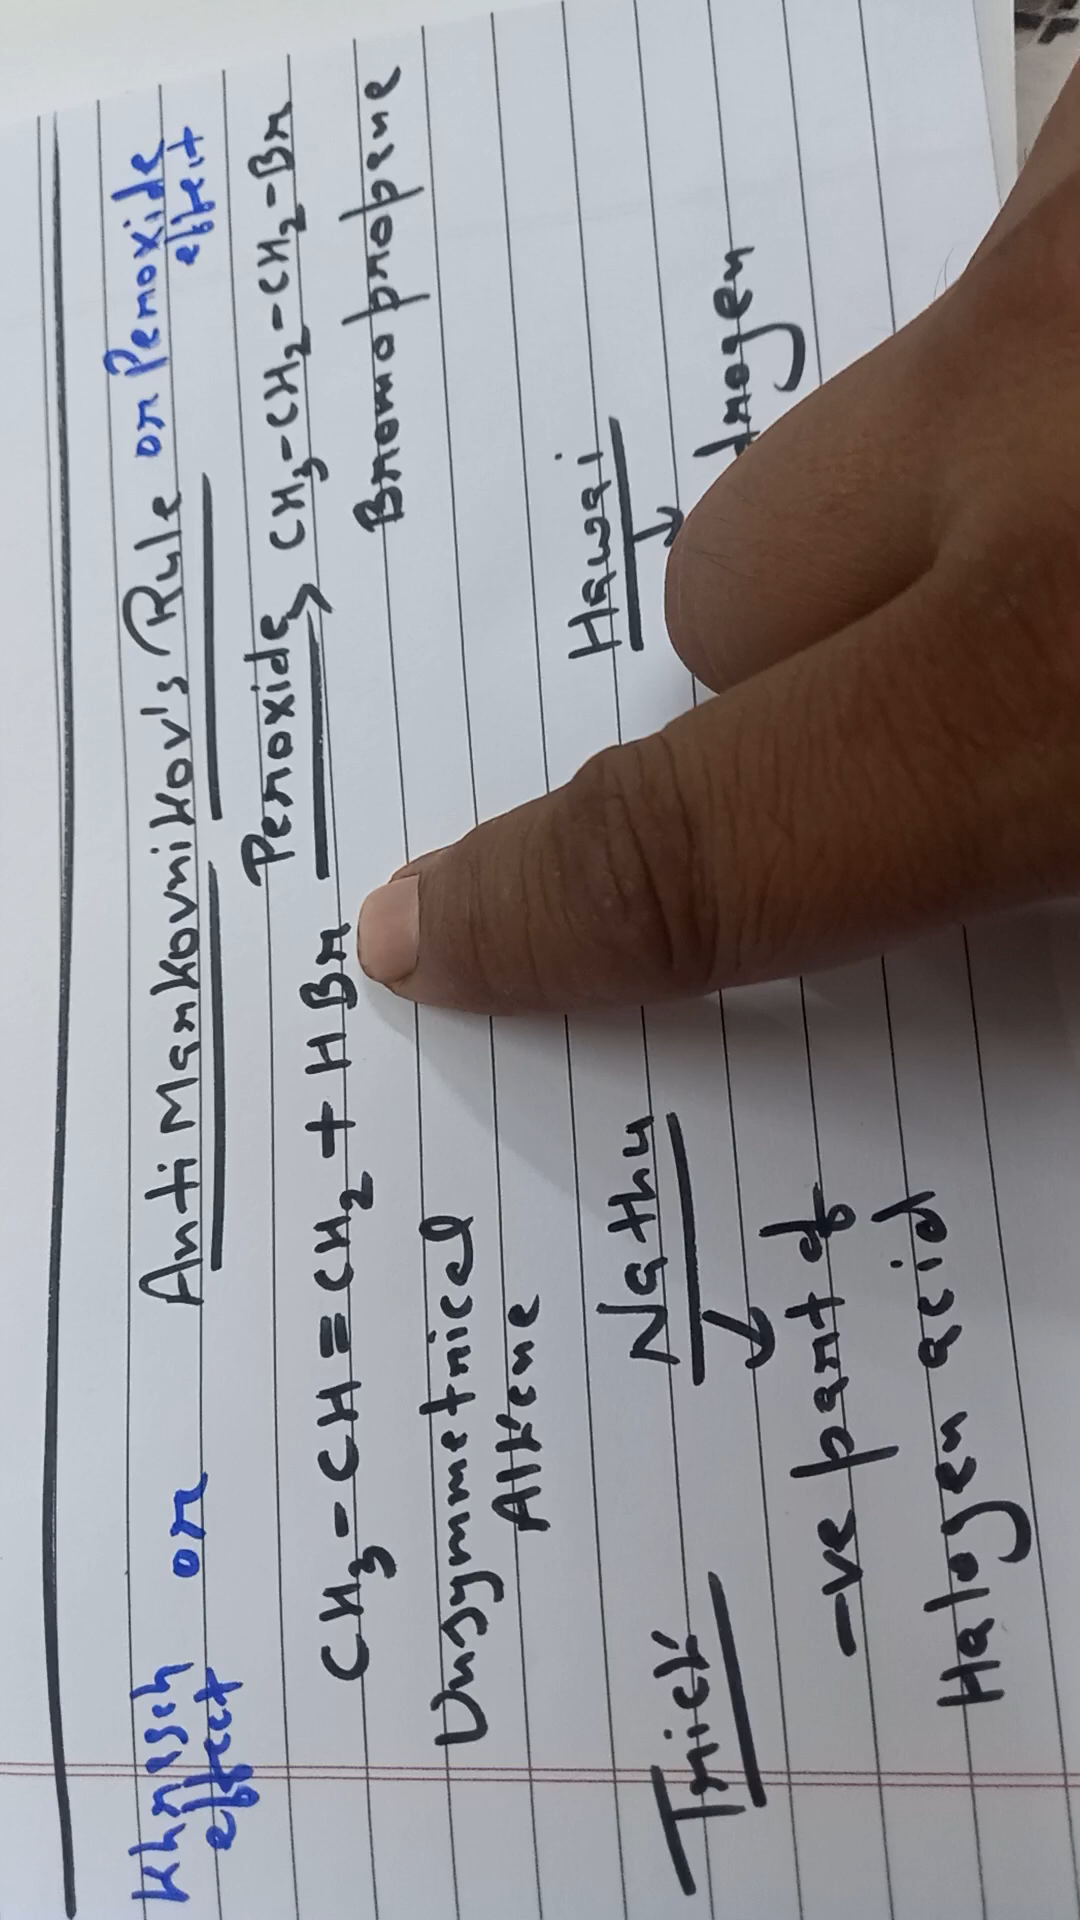 Khrisch or Anti Markovnikov's Rule or Peroxide
effect effect
Peroxide
CH3-CH≡CH2 + HBr → CH3-CH2-CH2-Br
Unsymmetrical Bromopropene
Alkene
Trick Nathu Hawai
-ve part of
Halogen acid